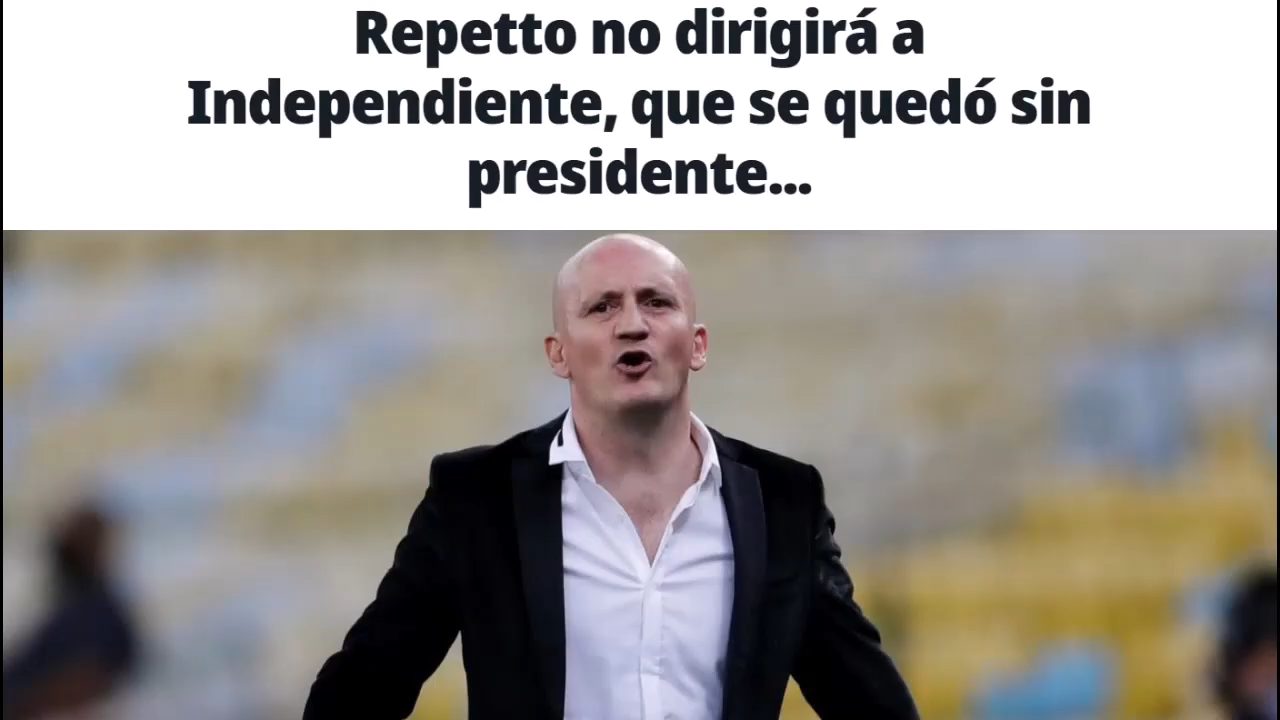 Repetto no dirigirá a
Independiente, que se quedó sin
presidente...